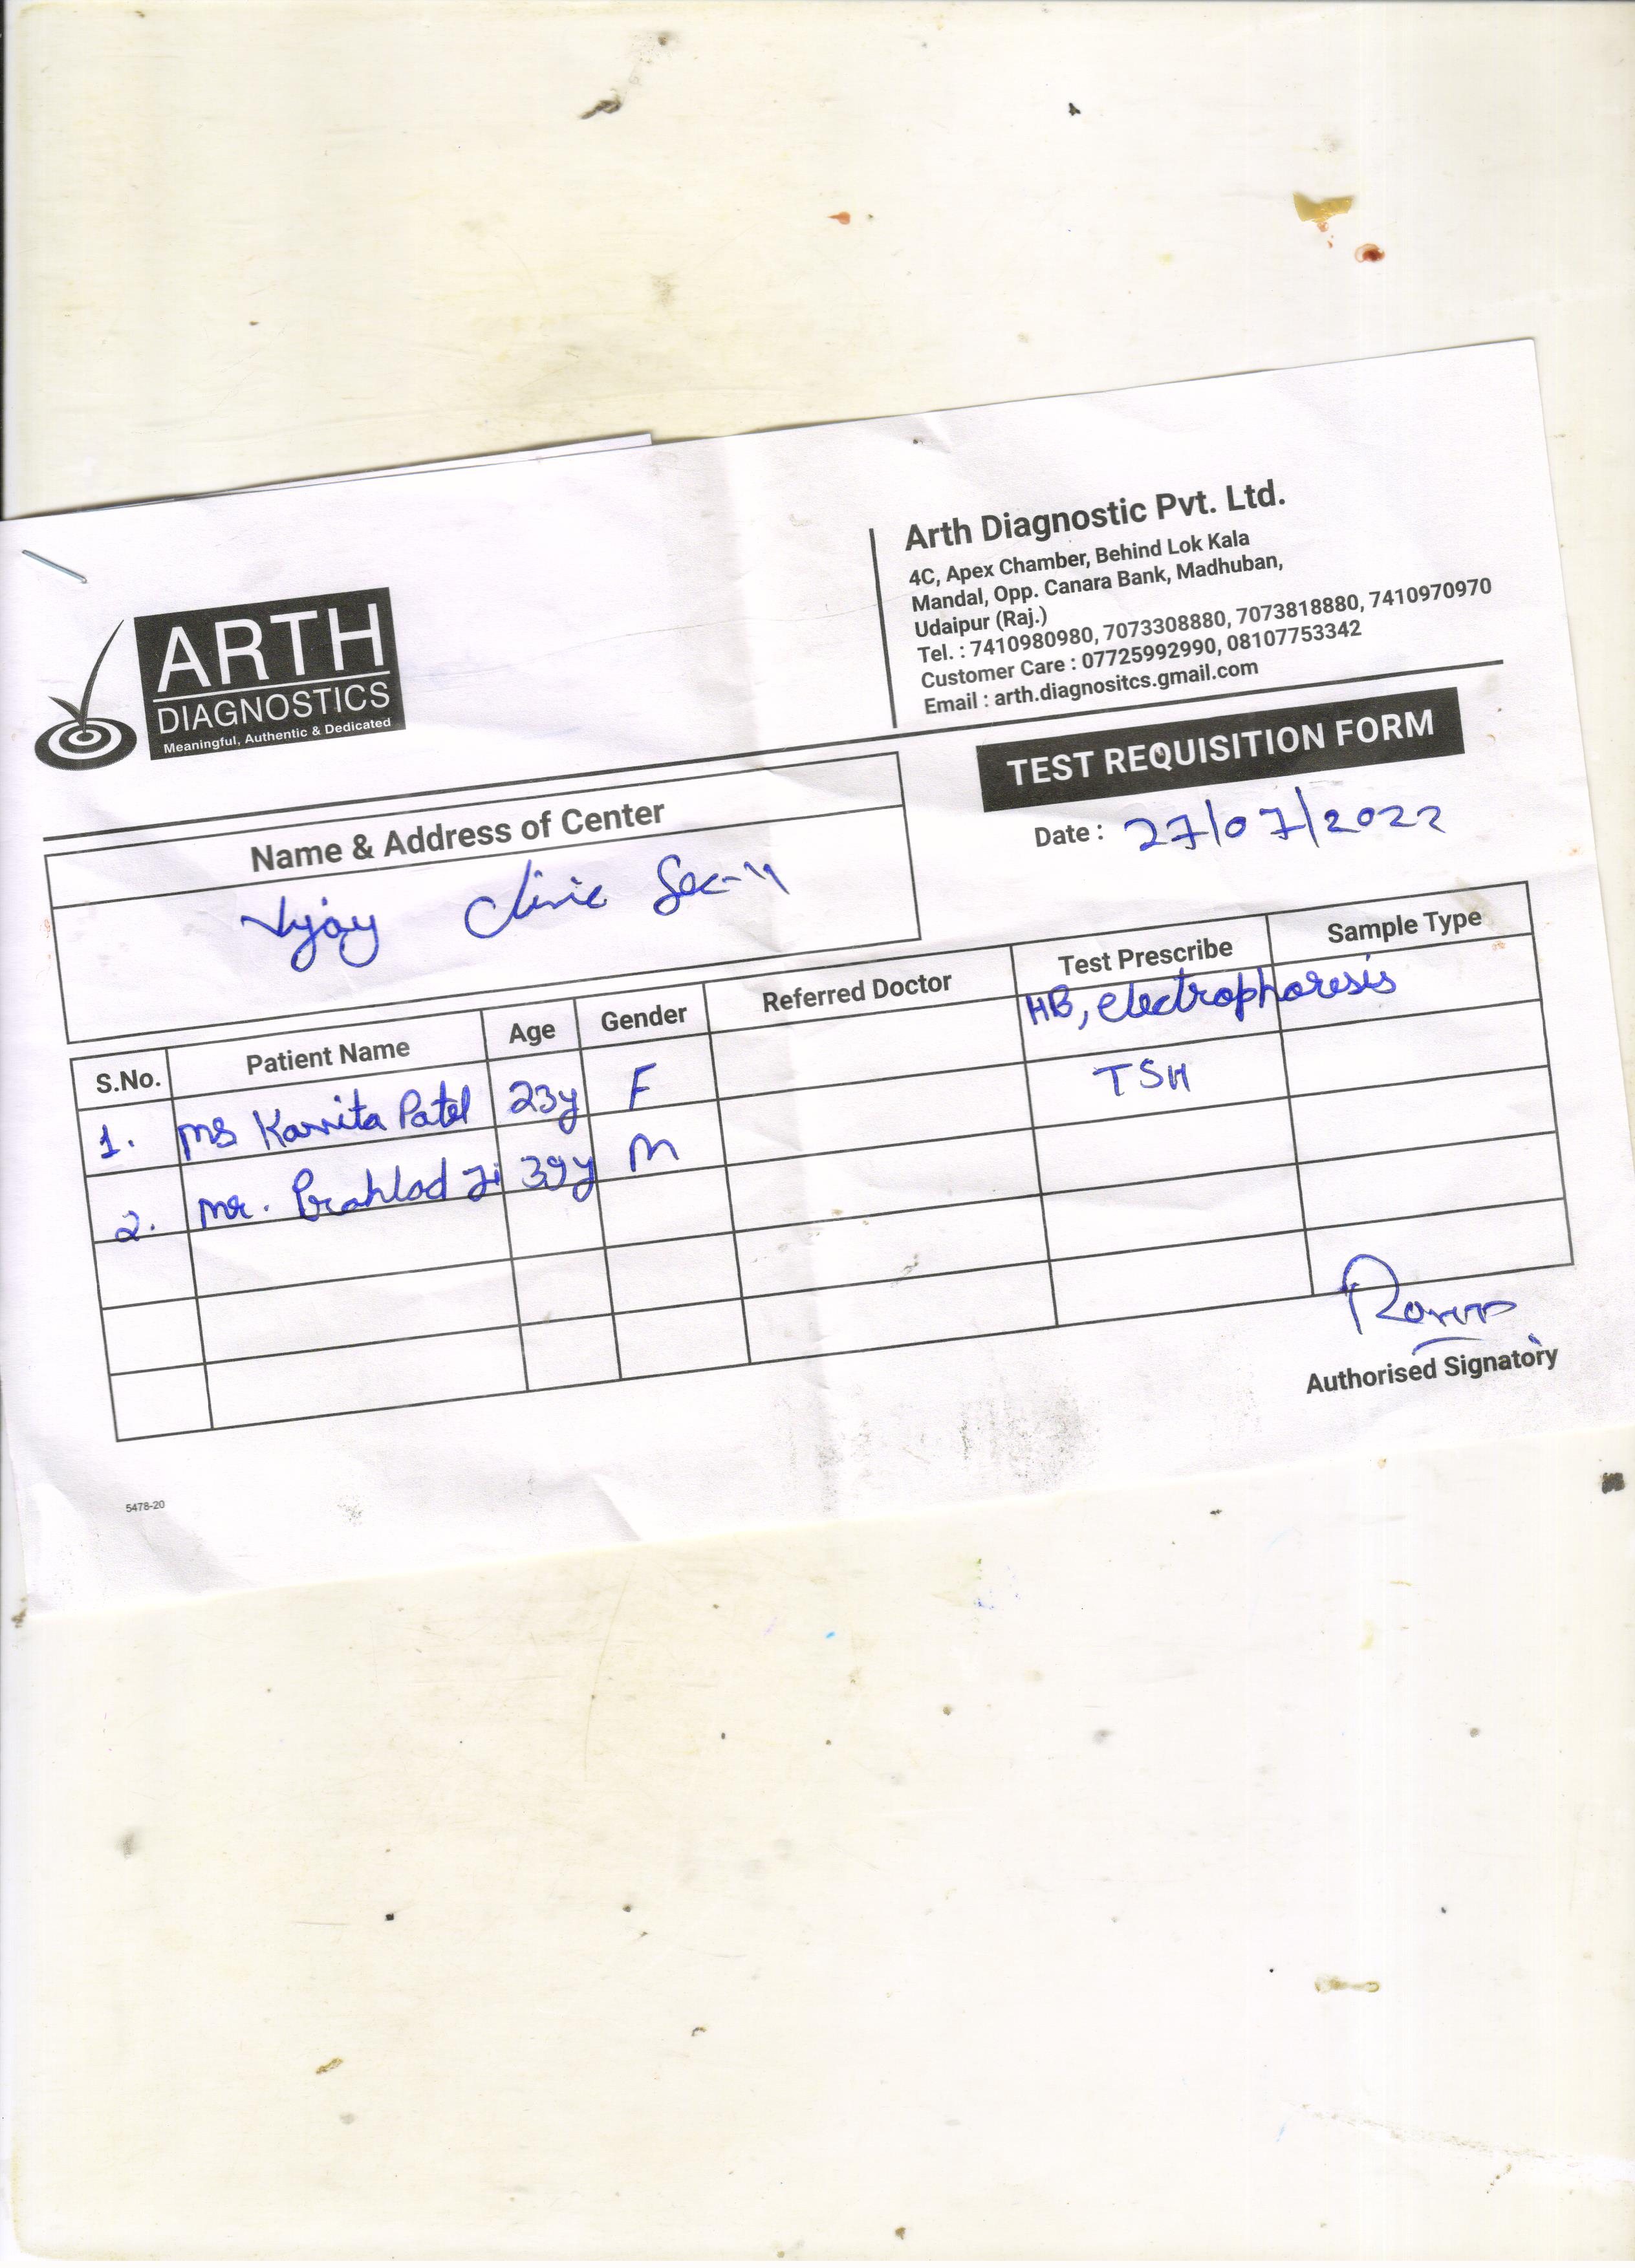 ARTH
DIAGNOSTICS
Meaningful, Authentic & Dedicated
Arth Diagnostic Pvt. Ltd.
4C, Apex Chamber, Behind Lok Kala
Mandal, Opp. Canara Bank, Madhuban,
Udaipur (Raj.)
Tel. : 7410980980, 7073308880, 7073818880, 7410970970
Customer Care : 07725992990, 08107753342
Email : arth.diagnositcs.gmail.com
TEST REQUISITION FORM
Date : 27/07/2022
Name & Address of Center
Vijay Clinic Sec-11
S.No. Patient Name Age Gender Referred Doctor Test Prescribe Sample Type
1. Ms Kavita Patel 23y F HB, electrophoresis
2. Mr. Prahlad Ji 39y M TSH
Authorised Signatory
5478-20